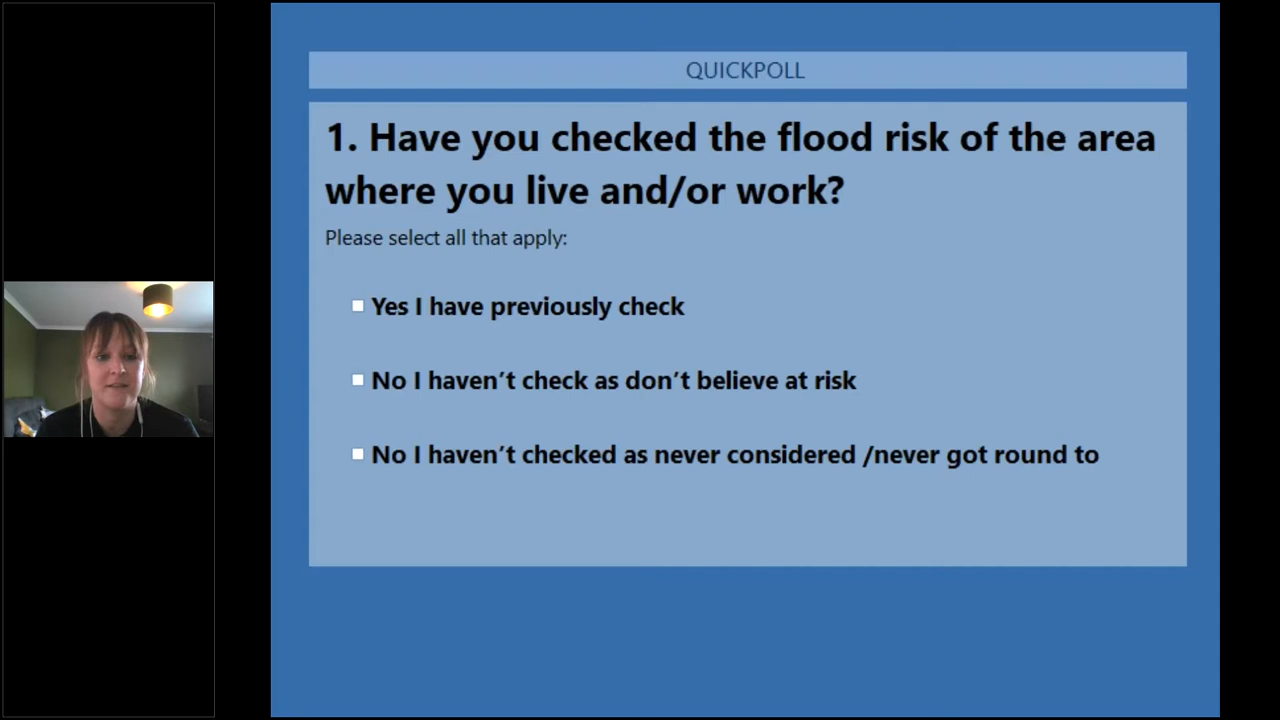 QUICKPOLL
1. Have you checked the flood risk of the area
where you live and/or work?
Please select all that apply:
Yes I have previously check
No I haven’t check as don’t believe at risk
No I haven’t checked as never considered /never got round to